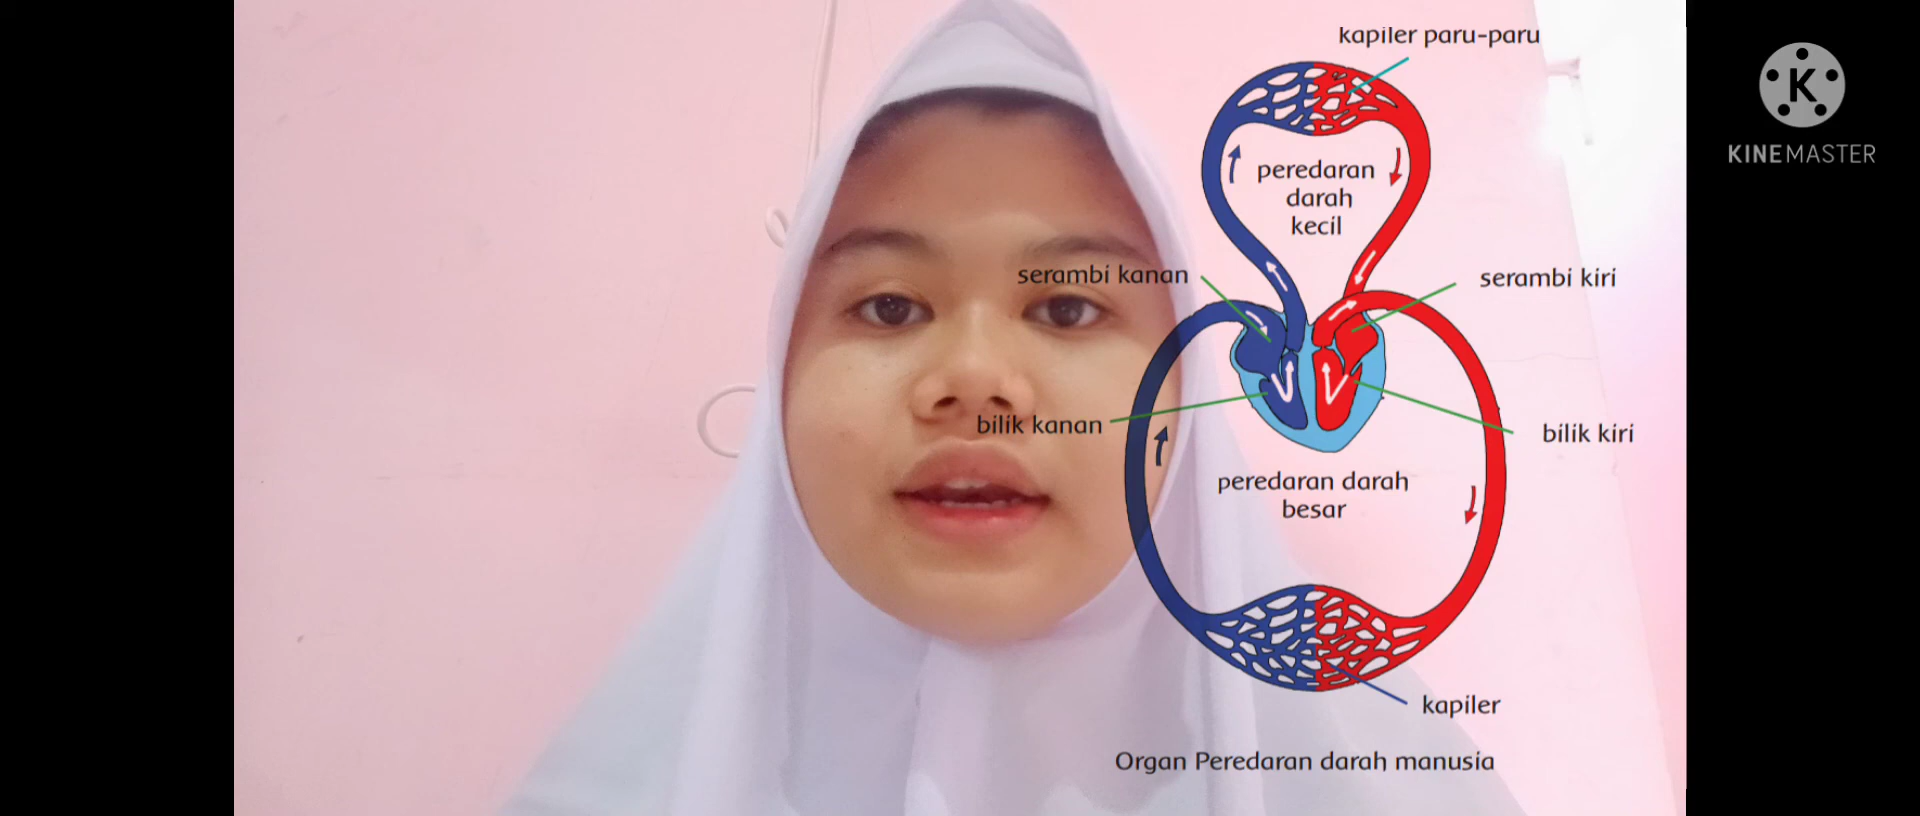 kapiler paru-paru
K
KINEMASTER
peredaran
darah
kecil
serambi kanan
serambi kiri
bilik kanan
bilik kiri
peredaran darah
besar
kapiler
Organ Peredaran darah manusia